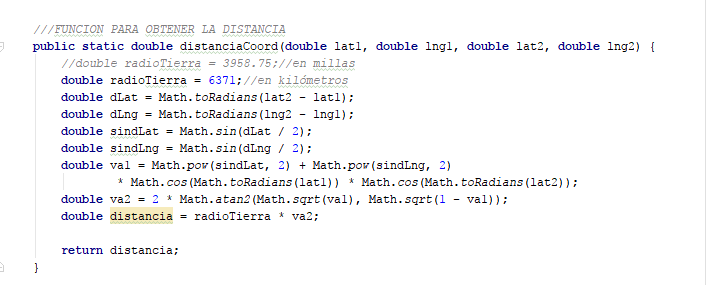 ///FUNCION PARA OBTENER LA DISTANCIA
public static double distanciaCoord(double lat1, double lng1, double lat2, double lng2) {
//double radioTierra = 3958.75;//en millas
double radioTierra = 6371;//en kilómetros
double dLat = Math.toRadians(lat2 - lat1);
double dLng = Math.toRadians(lng2 - lng1);
double sindLat = Math.sin(dLat / 2);
double sindLng = Math.sin(dLng / 2);
double va1 = Math.pow(sindLat, 2) + Math.pow(sindLng, 2)
* Math.cos(Math.toRadians(lat1)) * Math.cos(Math.toRadians(lat2));
double va2 = 2 * Math.atan2(Math.sqrt(va1), Math.sqrt(1 - va1));
double distancia = radioTierra * va2;
return distancia;
}